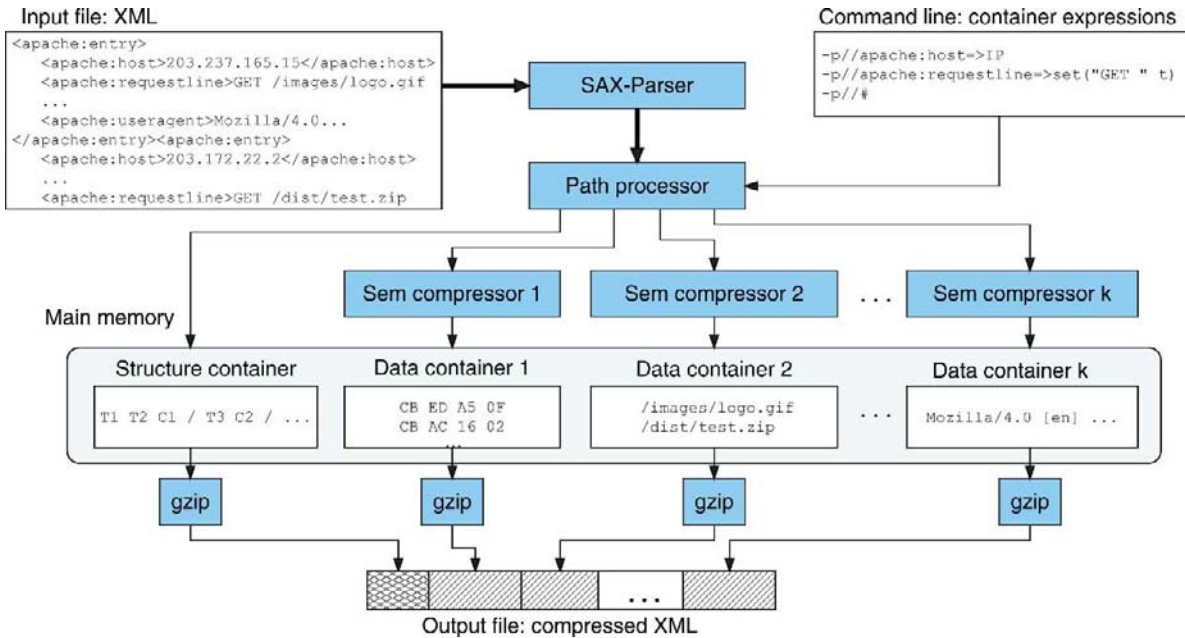 Input file: XML
<apache:entry>
<apache:host>203.237.165.15</apache:host>
<apache:requestline>GET /images/logo.gif
...
<apache:useragent>Mozilla/4.0...
</apache:entry><apache:entry>
<apache:host>203.172.22.2</apache:host>
...
<apache:requestline>GET /dist/test.zip
Command line: container expressions
-p//apache:host=>IP
-p//apache:requestline=>set("GET " t)
-p//#
SAX-Parser
Path processor
Sem compressor 1
Sem compressor 2
...
Sem compressor k
Main memory
Structure container
T1 T2 C1 / T3 C2 / ...
Data container 1
CB ED A5 0F
CB AC 16 02
...
Data container 2
/images/logo.gif
/dist/test.zip
...
Data container k
Mozilla/4.0 [en] ...
gzip
gzip
gzip
gzip
...
Output file: compressed XML